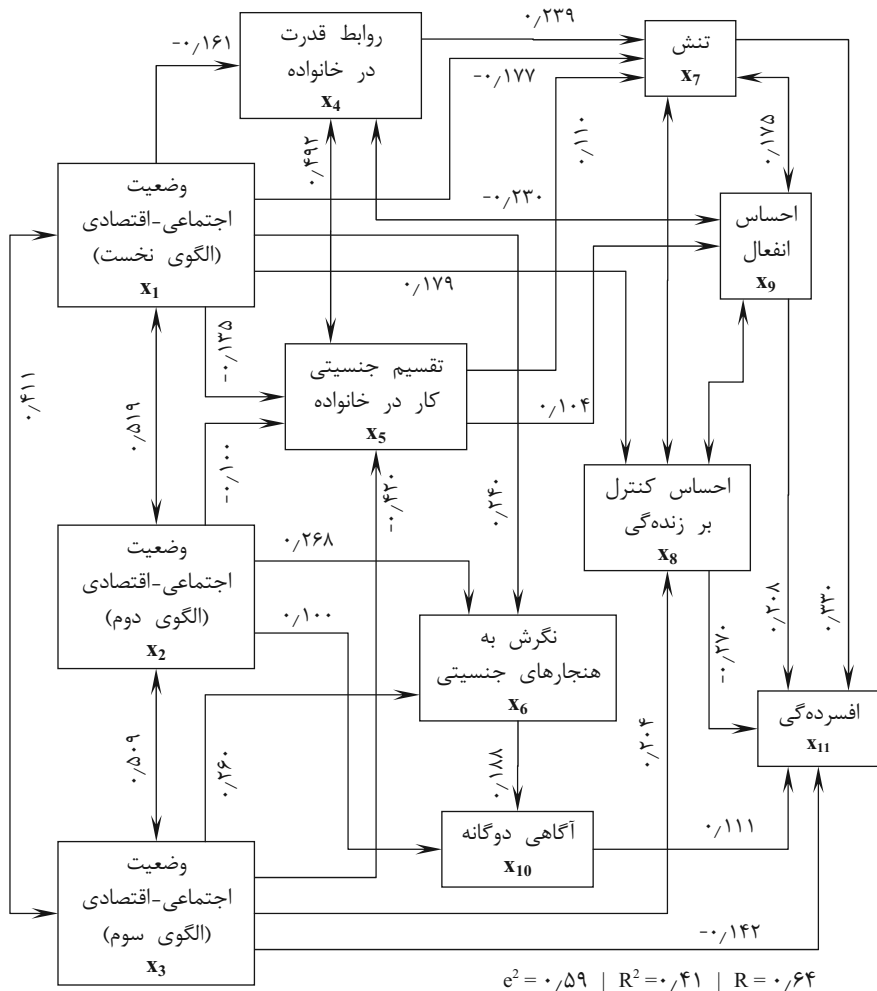 ۰٫۲۳۹
-۰٫۱۶۱
روابط قدرت
در خانواده
x4
تنش
x7
-۰٫۱۷۷
۰٫۱۱۰
۰٫۱۷۵
۰٫۴۹۲
وضعیت
اجتماعی-اقتصادی
(الگوی نخست)
x1
-۰٫۲۳۰
احساس
انفعال
x9
۰٫۱۷۹
-۰٫۱۳۵
تقسیم جنسیتی
کار در خانواده
x5
۰٫۱۰۴
۰٫۴۱۱
۰٫۵۱۹
-۰٫۱۰۰
-۰٫۴۲۰
۰٫۲۴۰
احساس کنترل
بر زنده‌گی
x8
وضعیت
اجتماعی-اقتصادی
(الگوی دوم)
x2
۰٫۲۶۸
۰٫۱۰۰
نگرش به
هنجارهای جنسیتی
x6
-۰٫۲۷۰
۰٫۲۰۸
۰٫۳۳۰
۰٫۲۰۴
افسرده‌گی
x11
۰٫۵۰۹
۰٫۲۶۰
۰٫۱۸۸
آگاهی دوگانه
x10
۰٫۱۱۱
وضعیت
اجتماعی-اقتصادی
(الگوی سوم)
x3
-۰٫۱۴۲
e² = ۰٫۵۹ | R² =۰٫۴۱ | R = ۰٫۶۴